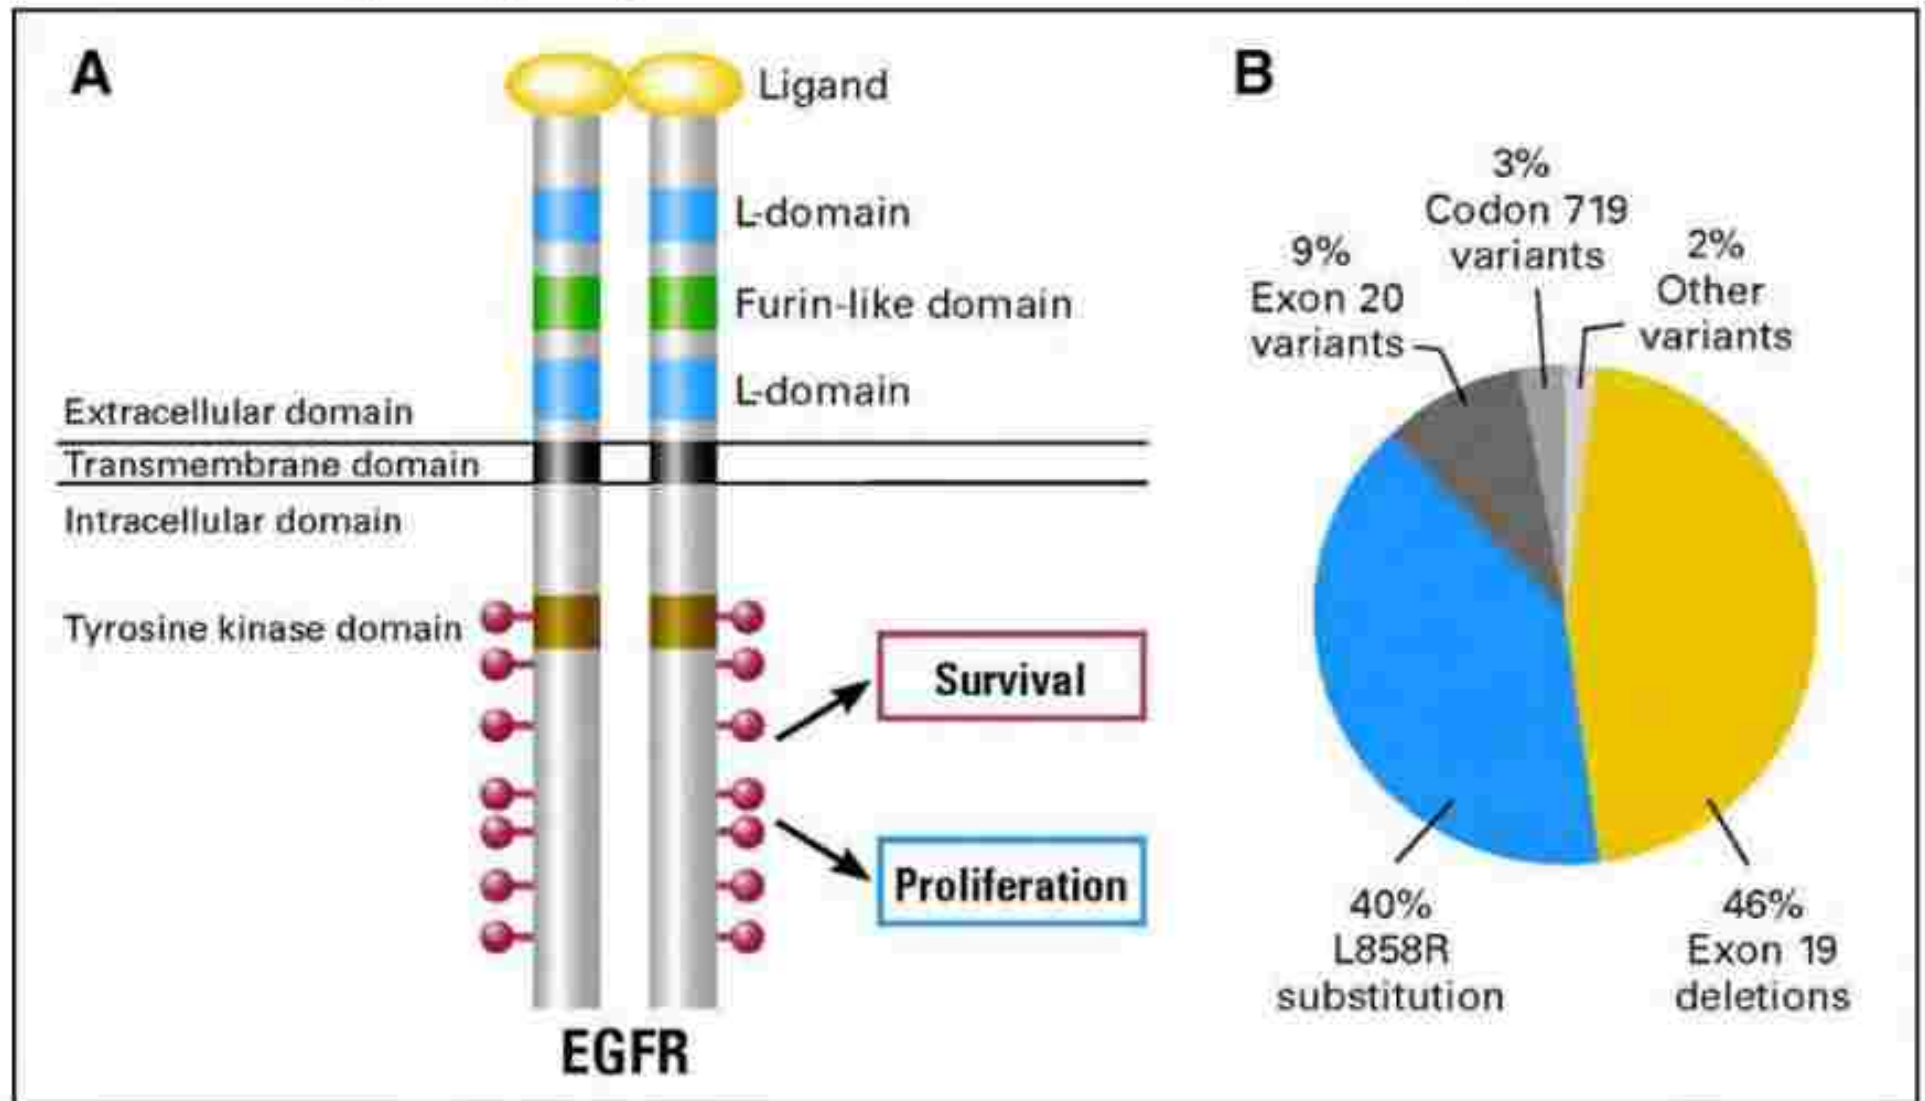 A
Ligand
L-domain
Furin-like domain
L-domain
Extracellular domain
Transmembrane domain
Intracellular domain
Tyrosine kinase domain
Survival
Proliferation
EGFR
B
3%
Codon 719
variants
9%
Exon 20
variants
2%
Other
variants
40%
L858R
substitution
46%
Exon 19
deletions